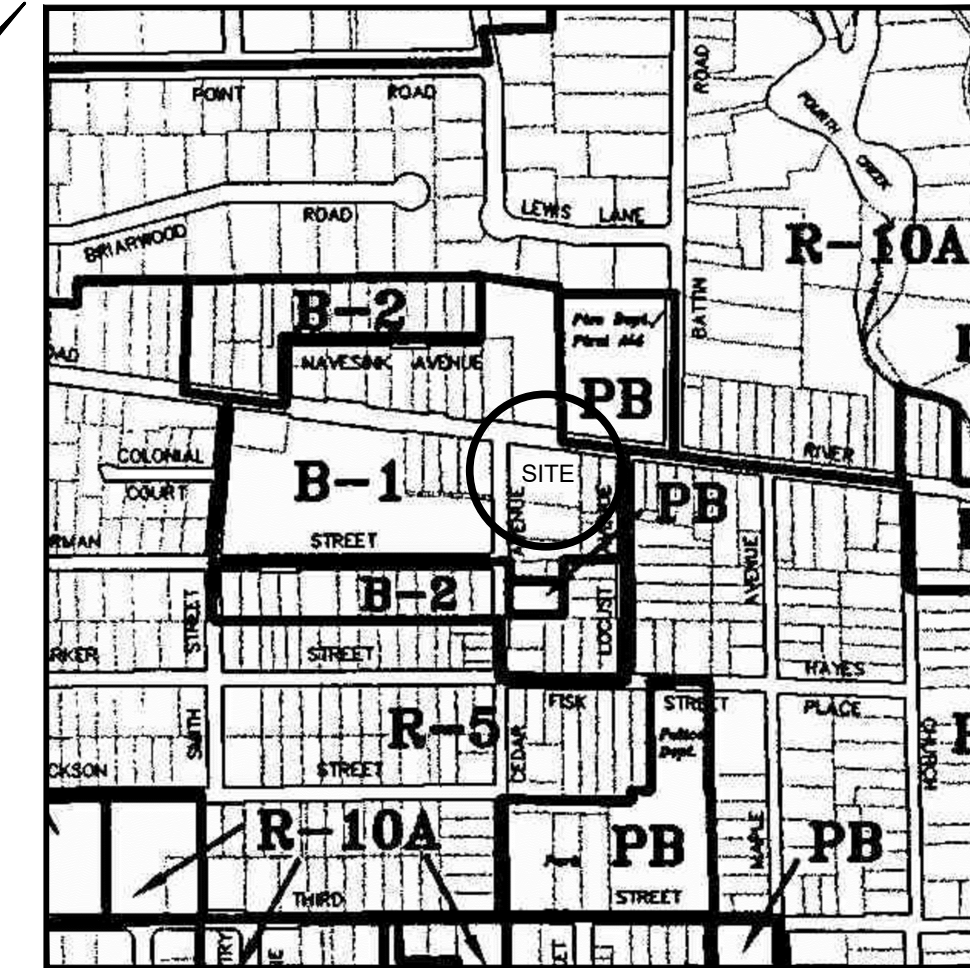 POINT ROAD
ROAD
FOURTH
CREEK
LEWIS LANE
BRIARWOOD ROAD
R-10A
BATTIN
B-2
Fire Dept.
First Aid
NAVESINK AVENUE
PB
COLONIAL
COURT
B-1
SITE
RIVER
PB
AVENUE
AVENUE
STREET
B-2
AVENUE
STREET
LOCUST
STREET
HAYES
FISK STREET
PLACE
SMITH
R-5
CEDAR
Police
Dept.
CHURCH
STREET
R-10A
PB
Park
MAPLE
PB
THIRD STREET